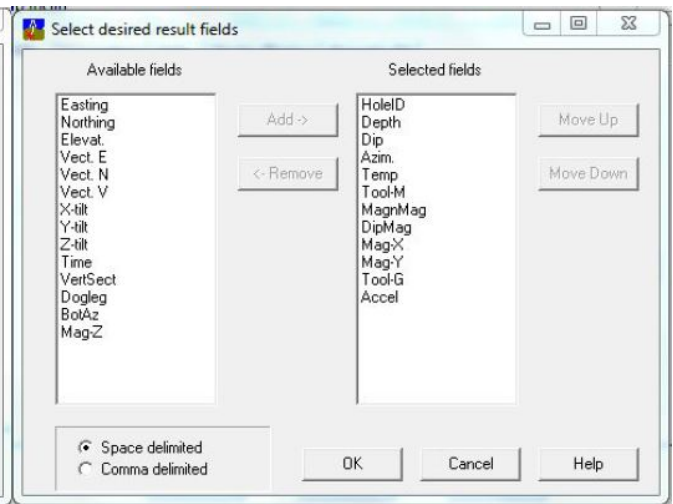 Select desired result fields
Available fields
Selected fields
Easting
Northing
Elevat.
Vect. E
Vect. N
Vect. V
X-tilt
Y-tilt
Z-tilt
Time
VertSect
Dogleg
BotAz
Mag-Z
Add ->
<- Remove
HoleID
Depth
Dip
Azim.
Temp
Tool-M
MagnMag
DipMag
Mag-X
Mag-Y
Tool-G
Accel
Move Up
Move Down
Space delimited
Comma delimited
OK
Cancel
Help